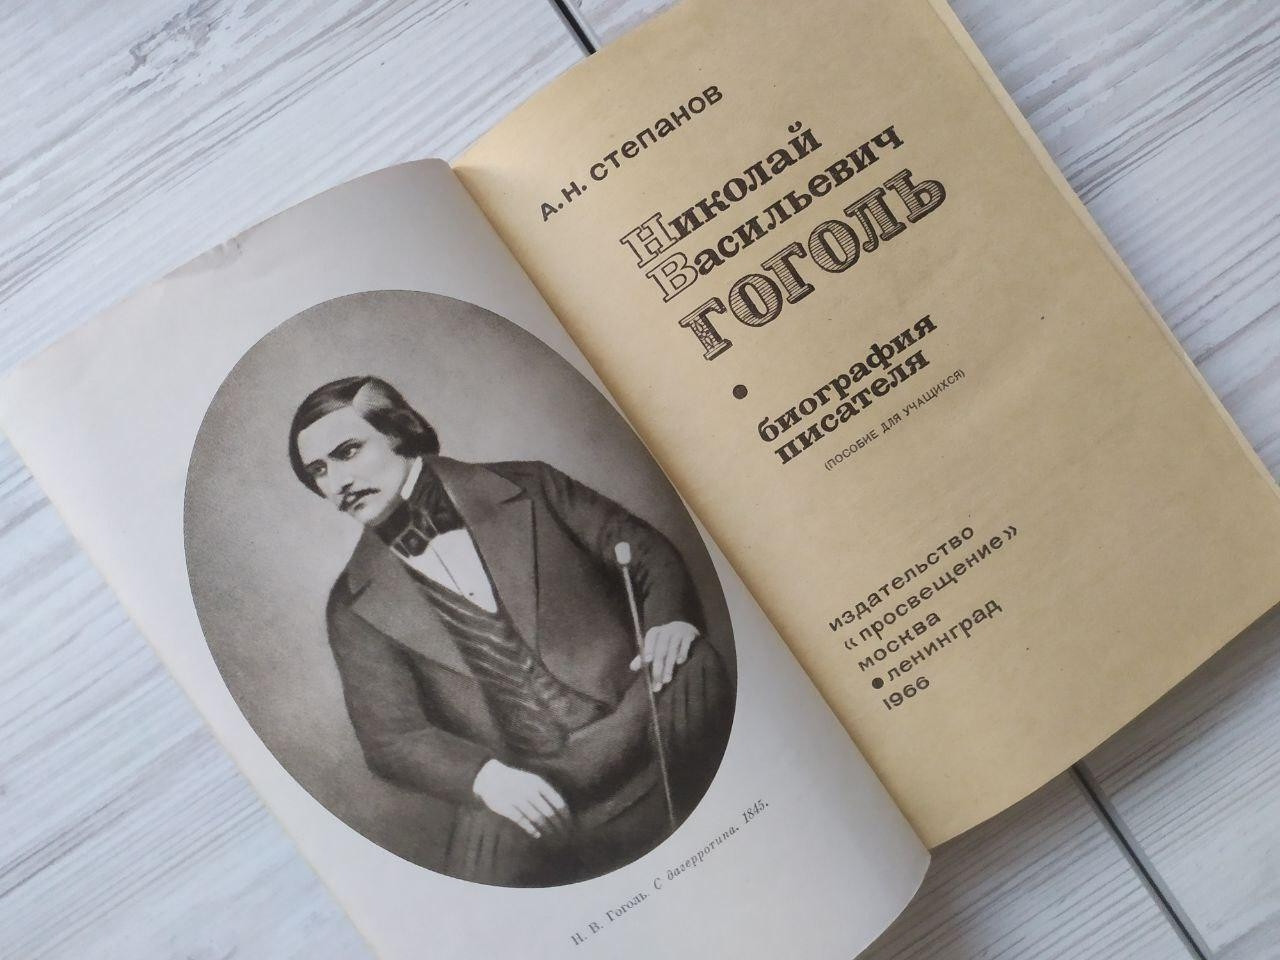 Н. В. Гоголь. С дагерротипа. 1845.
А. Н. СТЕПАНОВ
Николай
Васильевич
ГОГОЛЬ
биография
писателя
(ПОСОБИЕ ДЛЯ УЧАЩИХСЯ)
издательство
«просвещение»
москва
•ленинград
1966